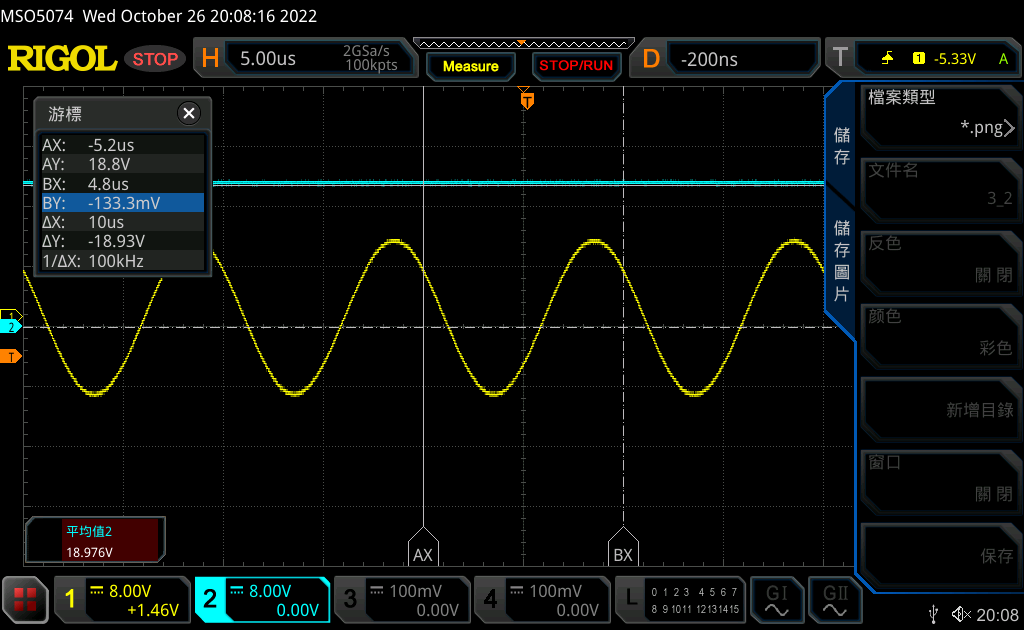 MSO5074 Wed October 26 20:08:16 2022
RIGOL STOP H 5.00us 2GSa/s 100kpts Measure STOP/RUN D -200ns T 1 -5.33V A
T
游標
AX: -5.2us
AY: 18.8V
BX: 4.8us
BY: -133.3mV
ΔX: 10us
ΔY: -18.93V
1/ΔX: 100kHz
1
2
T
AX BX
平均值2
18.976V
儲存
儲存圖片
檔案類型
*.png
文件名
3_2
反色
關 閉
颜色
彩色
新增目錄
窗口
關 閉
保存
1 8.00V +1.46V
2 8.00V 0.00V
3 100mV 0.00V
4 100mV 0.00V
L 0 1 2 3 4 5 6 7
8 9 10 11 12 13 14 15
GI GII
20:08